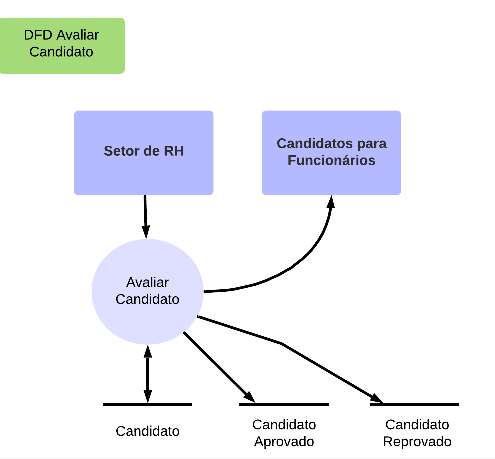 DFD Avaliar
Candidato
Setor de RH
Candidatos para
Funcionários
Avaliar
Candidato
Candidato
Candidato
Aprovado
Candidato
Reprovado